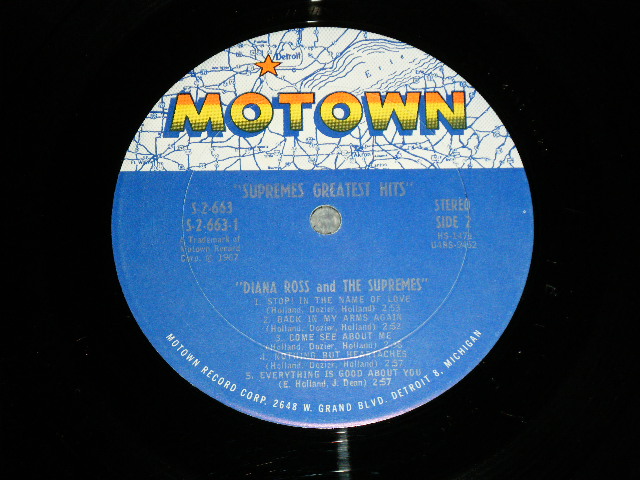 Detroit
Erie
MOTOWN
"SUPREMES GREATEST HITS"
S-2-663
S-2-663-1
A Trademark of
Motown Record
Corp. © 1967
STEREO
SIDE 2
"DIANA ROSS and THE SUPREMES"
1. STOP! IN THE NAME OF LOVE
(Holland, Dozier, Holland) 2:53
2. BACK IN MY ARMS AGAIN
(Holland, Dozier, Holland) 2:52
3. COME SEE ABOUT ME
(Holland, Dozier, Holland)
4. NOTHING BUT HEARTACHES
(Holland, Dozier, Holland) 2:57
5. EVERYTHING IS GOOD ABOUT YOU
(E. Holland, J. Dean) 2:57
MOTOWN RECORD CORP. 2648 W. GRAND BLVD. DETROIT 8, MICHIGAN